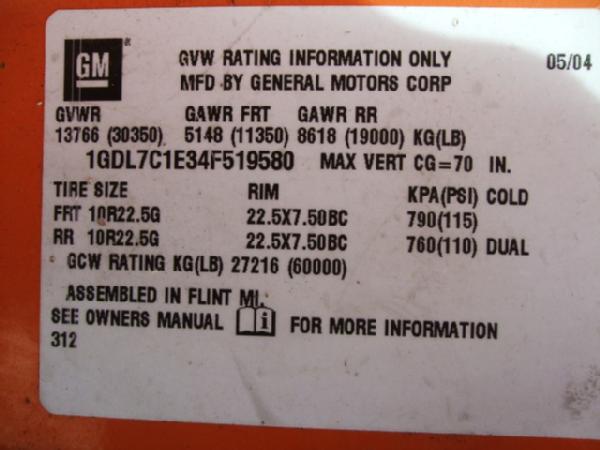 GM
GVW RATING INFORMATION ONLY 05/04
MFD BY GENERAL MOTORS CORP
GVWR GAWR FRT GAWR RR
13766 (30350) 5148 (11350) 8618 (19000) KG(LB)
1GDL7C1E34F519580 MAX VERT CG=70 IN.
TIRE SIZE RIM KPA(PSI) COLD
FRT 10R22.5G 22.5X7.50BC 790(115)
RR 10R22.5G 22.5X7.50BC 760(110) DUAL
GCW RATING KG(LB) 27216 (60000)
ASSEMBLED IN FLINT MI.
SEE OWNERS MANUAL i FOR MORE INFORMATION
312